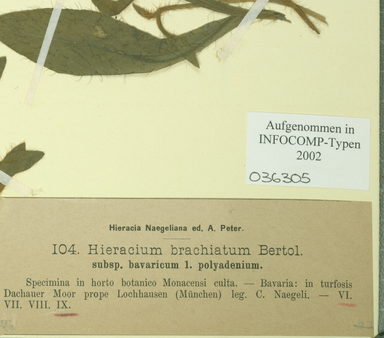 Aufgenommen in
INFOCOMP-Typen
2002
036305
Hieracia Naegeliana ed. A. Peter.
104. Hieracium brachiatum Bertol.
subsp. bavaricum 1. polyadenium.
Specimina in horto botanico Monacensi culta. — Bavaria: in turfosis
Dachauer Moor prope Lochhausen (München) leg. C. Naegeli. — VI.
VII. VIII. IX.